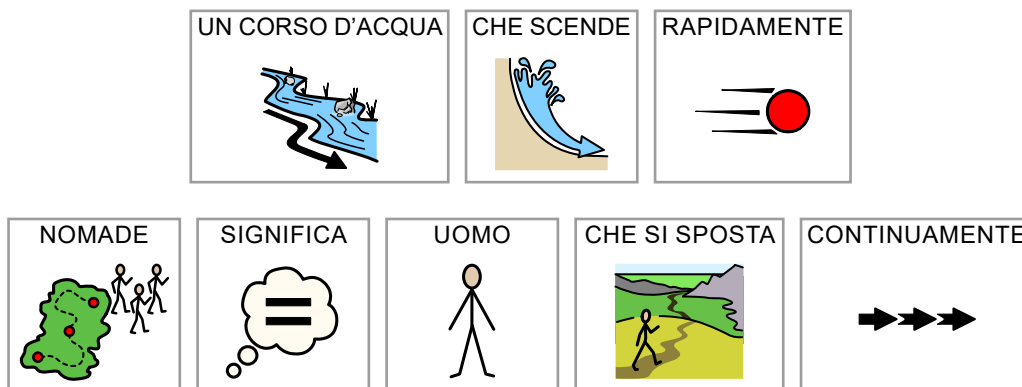 UN CORSO D'ACQUA CHE SCENDE RAPIDAMENTE
NOMADE SIGNIFICA UOMO CHE SI SPOSTA CONTINUAMENTE